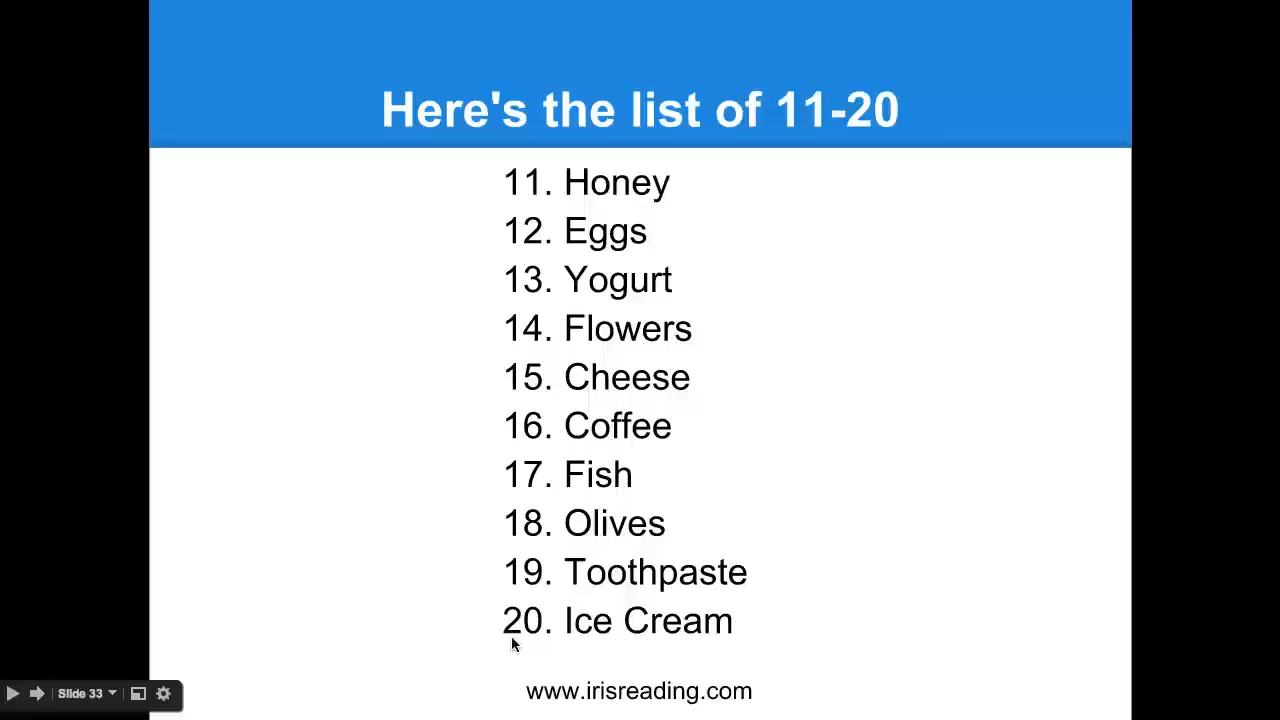 Here's the list of 11-20
11. Honey
12. Eggs
13. Yogurt
14. Flowers
15. Cheese
16. Coffee
17. Fish
18. Olives
19. Toothpaste
20. Ice Cream
Slide 33
www.irisreading.com